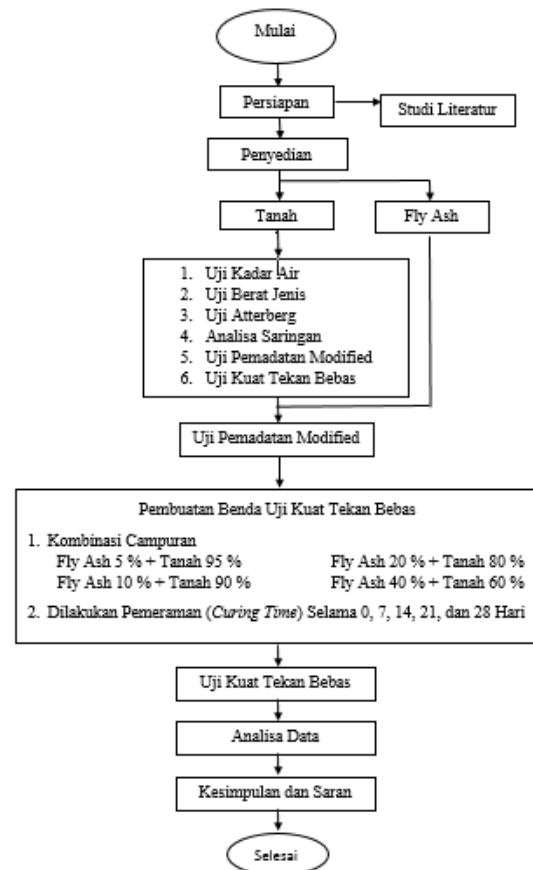 Mulai
Persiapan
Studi Literatur
Penyedian
Tanah
Fly Ash
1. Uji Kadar Air
2. Uji Berat Jenis
3. Uji Atterberg
4. Analisa Saringan
5. Uji Pemadatan Modified
6. Uji Kuat Tekan Bebas
Uji Pemadatan Modified
Pembuatan Benda Uji Kuat Tekan Bebas
1. Kombinasi Campuran
Fly Ash 5 % + Tanah 95 % Fly Ash 20 % + Tanah 80 %
Fly Ash 10 % + Tanah 90 % Fly Ash 40 % + Tanah 60 %
2. Dilakukan Pemeraman (Curing Time) Selama 0, 7, 14, 21, dan 28 Hari
Uji Kuat Tekan Bebas
Analisa Data
Kesimpulan dan Saran
Selesai